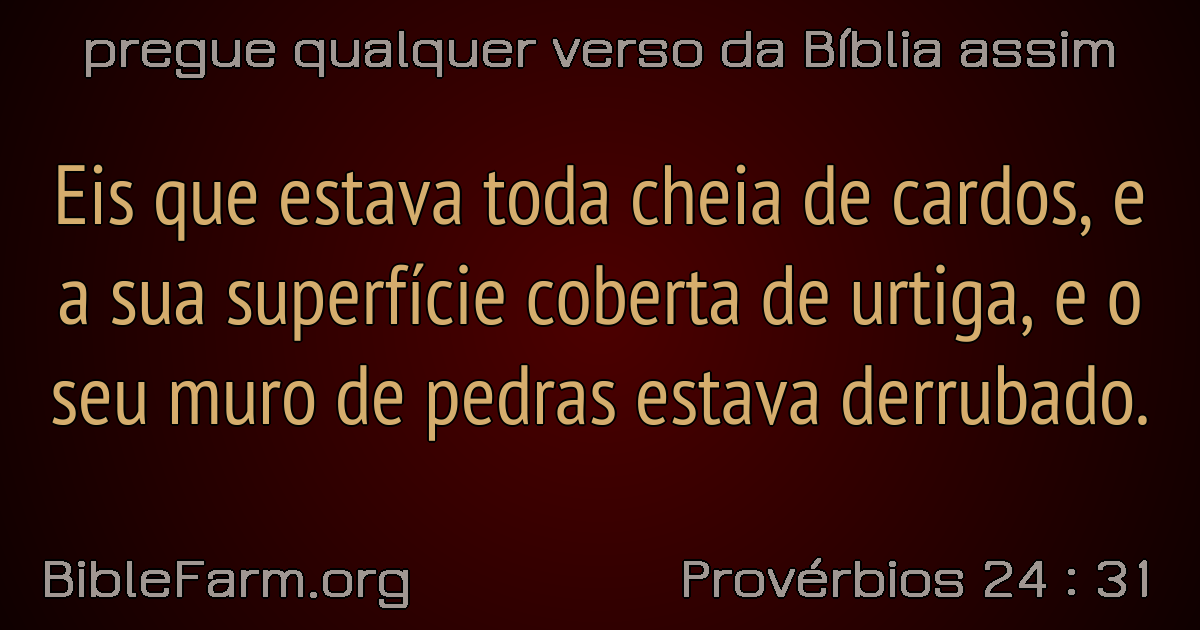 pregue qualquer verso da Bíblia assim
Eis que estava toda cheia de cardos, e
a sua superfície coberta de urtiga, e o
seu muro de pedras estava derrubado.
BibleFarm.org
Provérbios 24 : 31